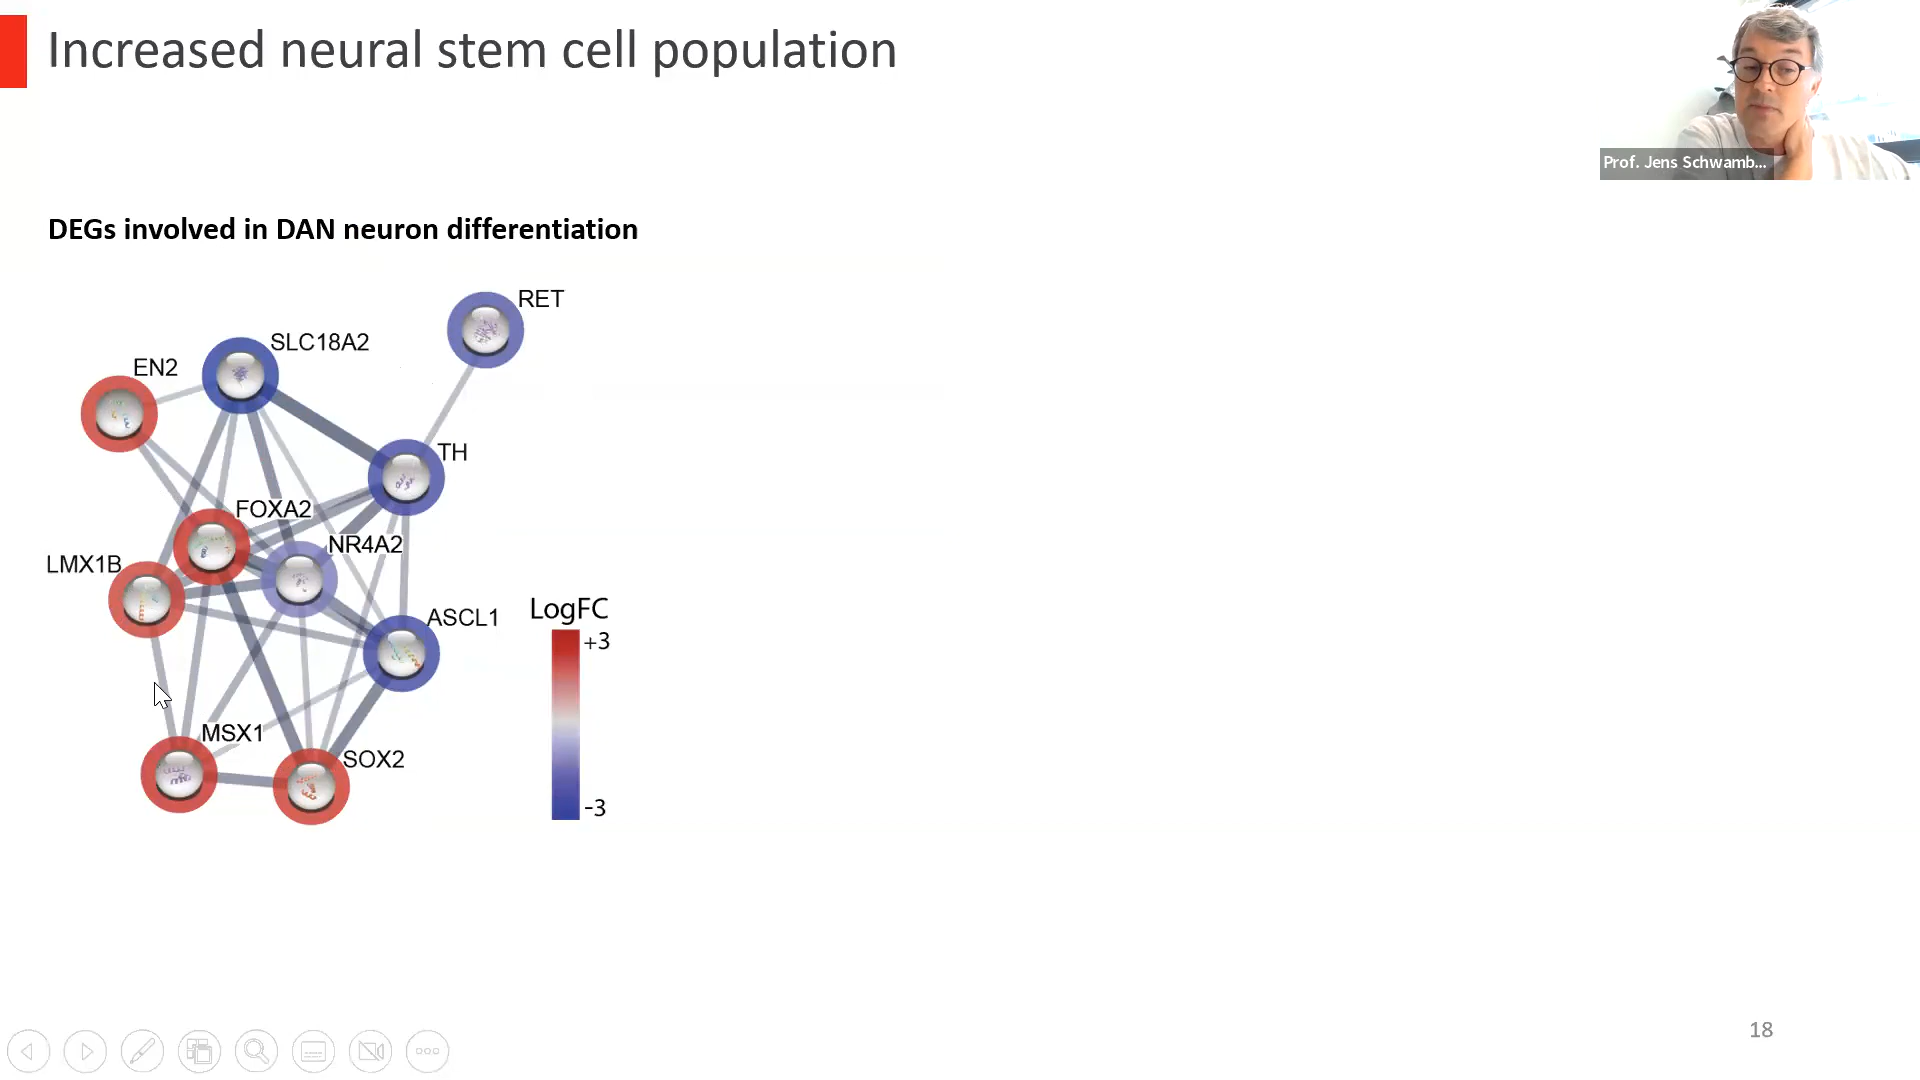 Increased neural stem cell population
Prof. Jens Schwamb...
DEGs involved in DAN neuron differentiation
RET
SLC18A2
EN2
TH
FOXA2
NR4A2
LMX1B
ASCL1
LogFC
+3
MSX1
SOX2
-3
18